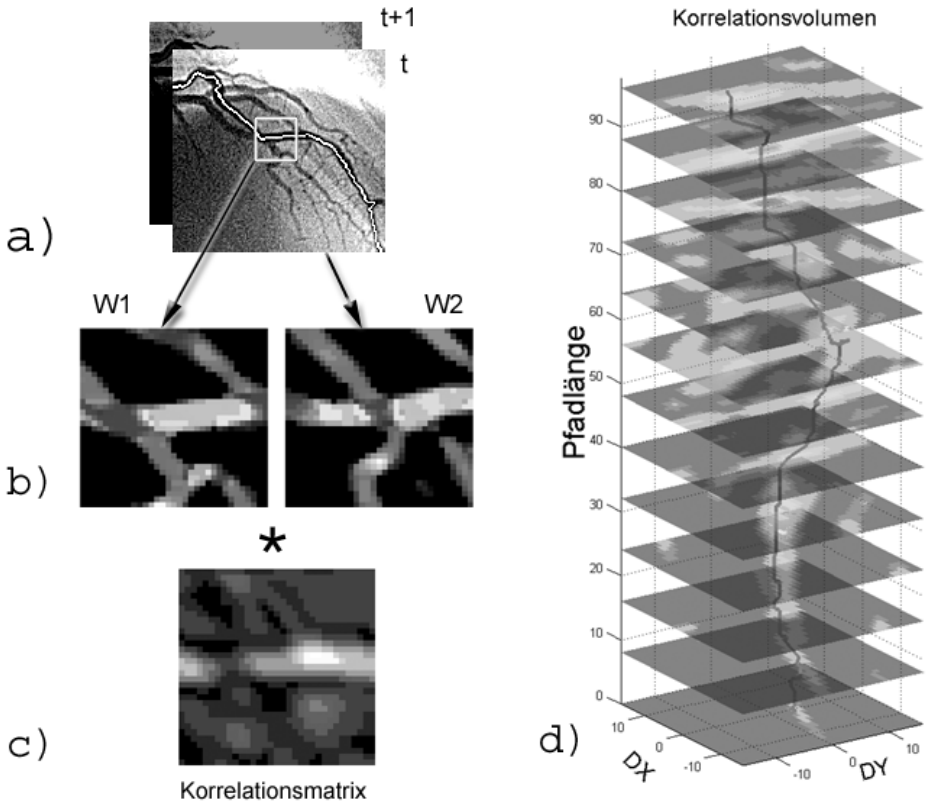 t+1
t
a)
W1
W2
b)
*
c)
Korrelationsmatrix
Korrelationsvolumen
Pfadlänge
90
80
70
60
50
40
30
20
10
0
10
0
-10
DX
-10
0
10
DY
d)